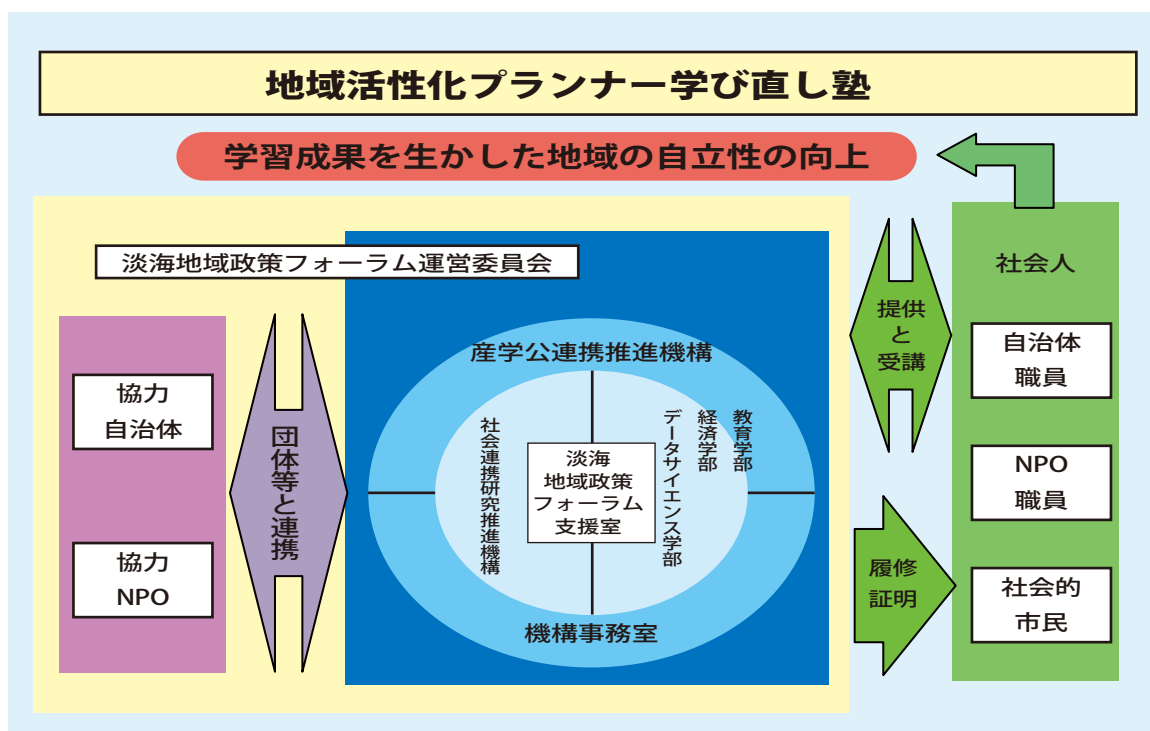 地域活性化プランナー学び直し塾
学習成果を生かした地域の自立性の向上
淡海地域政策フォーラム運営委員会
協力
自治体
協力
NPO
団体等と連携
産学公連携推進機構
社会連携研究推進機構
淡海
地域政策
フォーラム
支援室
教育学部
経済学部
データサイエンス学部
機構事務室
提供
と
受講
履修
証明
社会人
自治体
職員
NPO
職員
社会的
市民